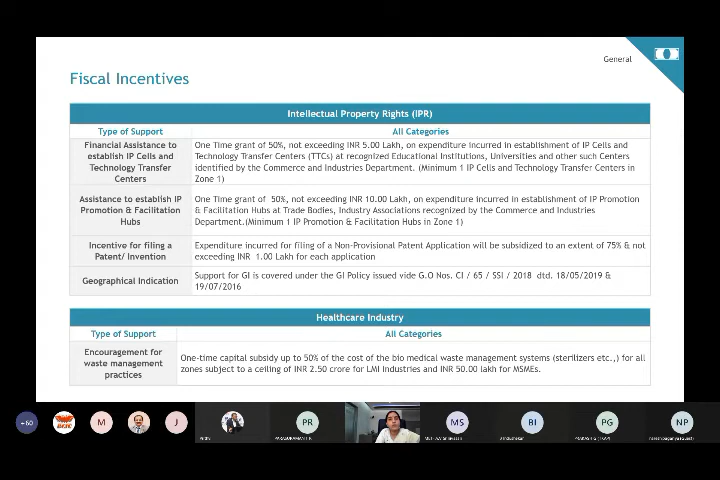 General
Fiscal Incentives
Intellectual Property Rights (IPR)
Type of Support
All Categories
Financial Assistance to
establish IP Cells and
Technology Transfer
Centers
One Time grant of 50%, not exceeding INR 5.00 Lakh, on expenditure incurred in establishment of IP Cells and
Technology Transfer Centers (TTCs) at recognized Educational Institutions, Universities and other such Centers
identified by the Commerce and Industries Department. (Minimum 1 IP Cells and Technology Transfer Centers in
Zone 1)
Assistance to establish IP
Promotion & Facilitation
Hubs
One Time grant of 50%, not exceeding INR 10.00 Lakh, on expenditure incurred in establishment of IP Promotion
& Facilitation Hubs at Trade Bodies, Industry Associations recognized by the Commerce and Industries
Department.(Minimum 1 IP Promotion & Facilitation Hubs in Zone 1)
Incentive for filing a
Patent/ Invention
Expenditure incurred for filing of a Non-Provisional Patent Application will be subsidized to an extent of 75% & not
exceeding INR 1.00 Lakh for each application
Geographical Indication
Support for GI is covered under the GI Policy issued vide G.O Nos. CI / 65 / SSI / 2018 dtd. 18/05/2019 &
19/07/2016
Healthcare Industry
Type of Support
All Categories
Encouragement for
waste management
practices
One-time capital subsidy up to 50% of the cost of the bio medical waste management systems (sterilizers etc.,) for all
zones subject to a ceiling of INR 2.50 crore for LMI Industries and INR 50.00 lakh for MSMEs.
+60
M
J
PR
MS
BI
PG
NP